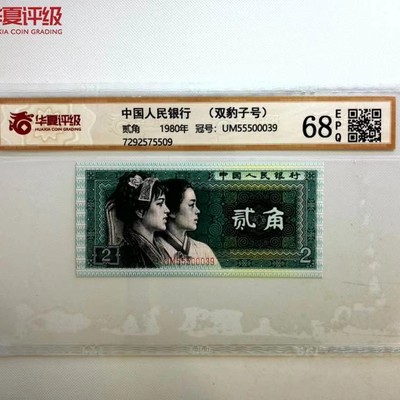 华夏评级
HUAXIA COIN GRADING
华夏评级
HUAXIA COIN GRADING
中国人民银行 (双豹子号)
贰角 1980年 冠号: UM55500039
7292575509
68 EPQ
中国人民银行
贰角
UM55500039
2 2